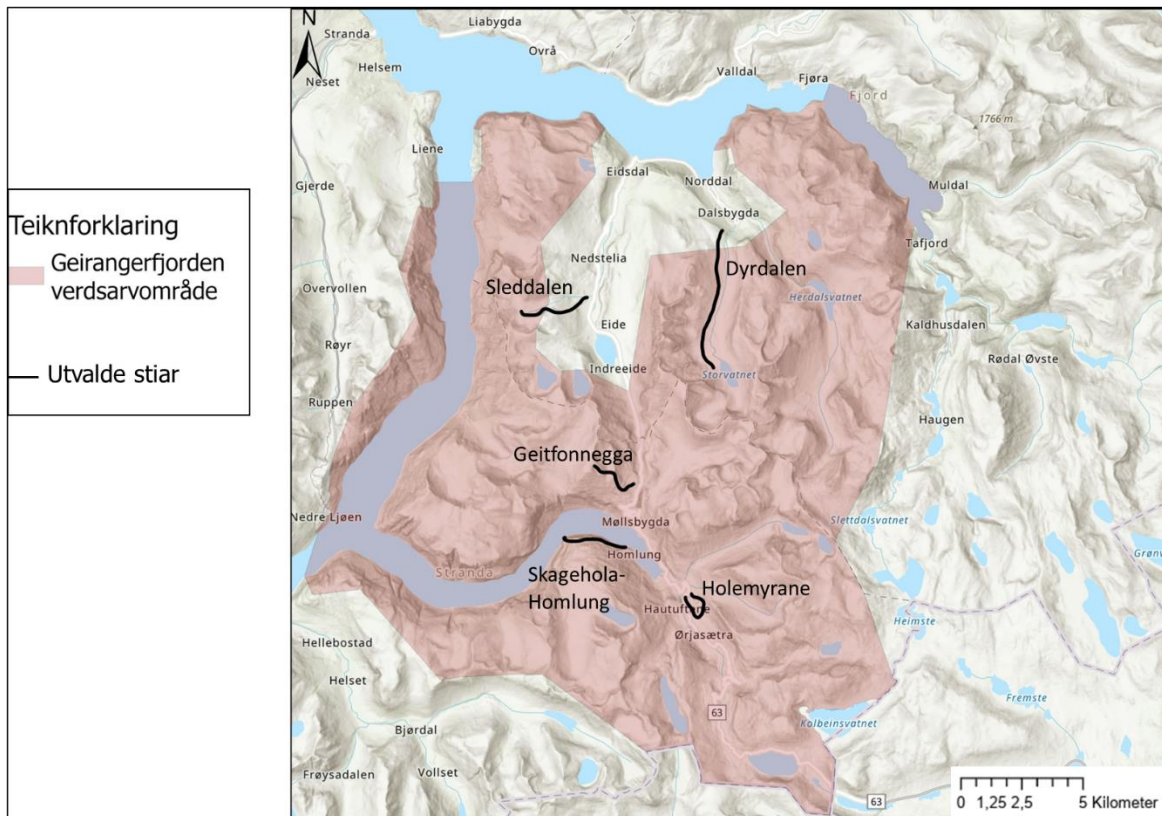 N
Teiknforklaring
Geirangerfjorden
verdsarvområde
Utvalde stiar
Liabygda
Stranda
Ovrå
Helsem
Valldal
Fjøra
Neset
Fjord
1766 m
Liene
Eidsdal
Gjerde
Norddal
Muldal
Dalsbygda
Tafjord
Nedstelia
Dyrdalen
Sleddalen
Overvollen
Herdalsvatnet
Eide
Kaldhusdalen
Røyr
Rødal Øvste
Indreeide
Storvatnet
Ruppen
Haugen
Geitfonnegga
Nedre Ljøen
Møllsbygda
Slettdalsvatnet
Homlung
Stranda
Skagehola-
Homlung
Holemyrane
Hautuftene
Heimste
Ørjasætra
Hellebostad
Helset
Fremste
63
Kolbeinsvatnet
Bjørdal
Frøysadalen
Vollset
63
0 1,25 2,5 5 Kilometer